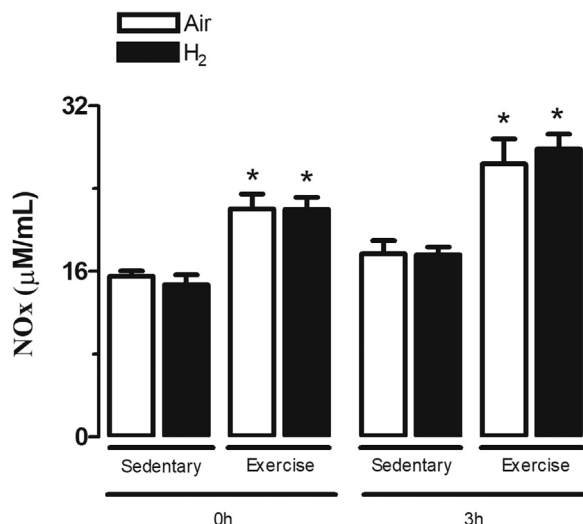 Air
H₂
32
* *
* *
16
0
NOx (μM/mL)
Sedentary Exercise Sedentary Exercise
0h 3h